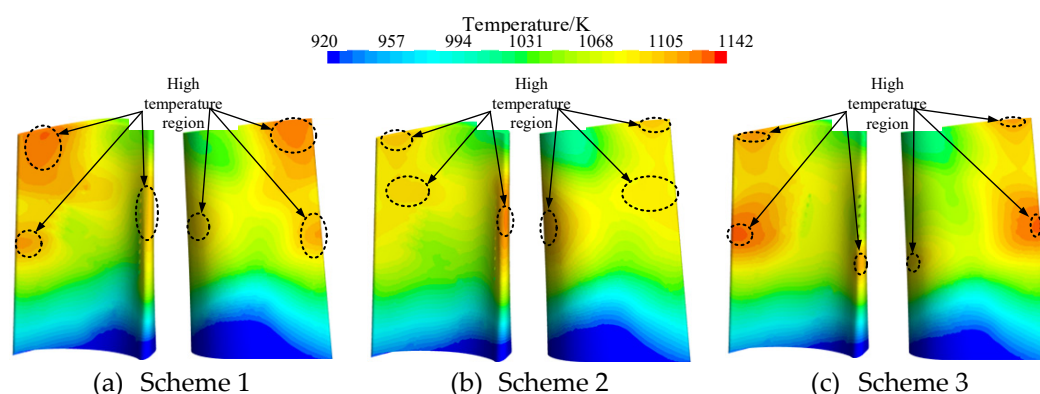 Temperature/K
920 957 994 1031 1068 1105 1142
High temperature region
High temperature region
High temperature region
(a) Scheme 1
(b) Scheme 2
(c) Scheme 3